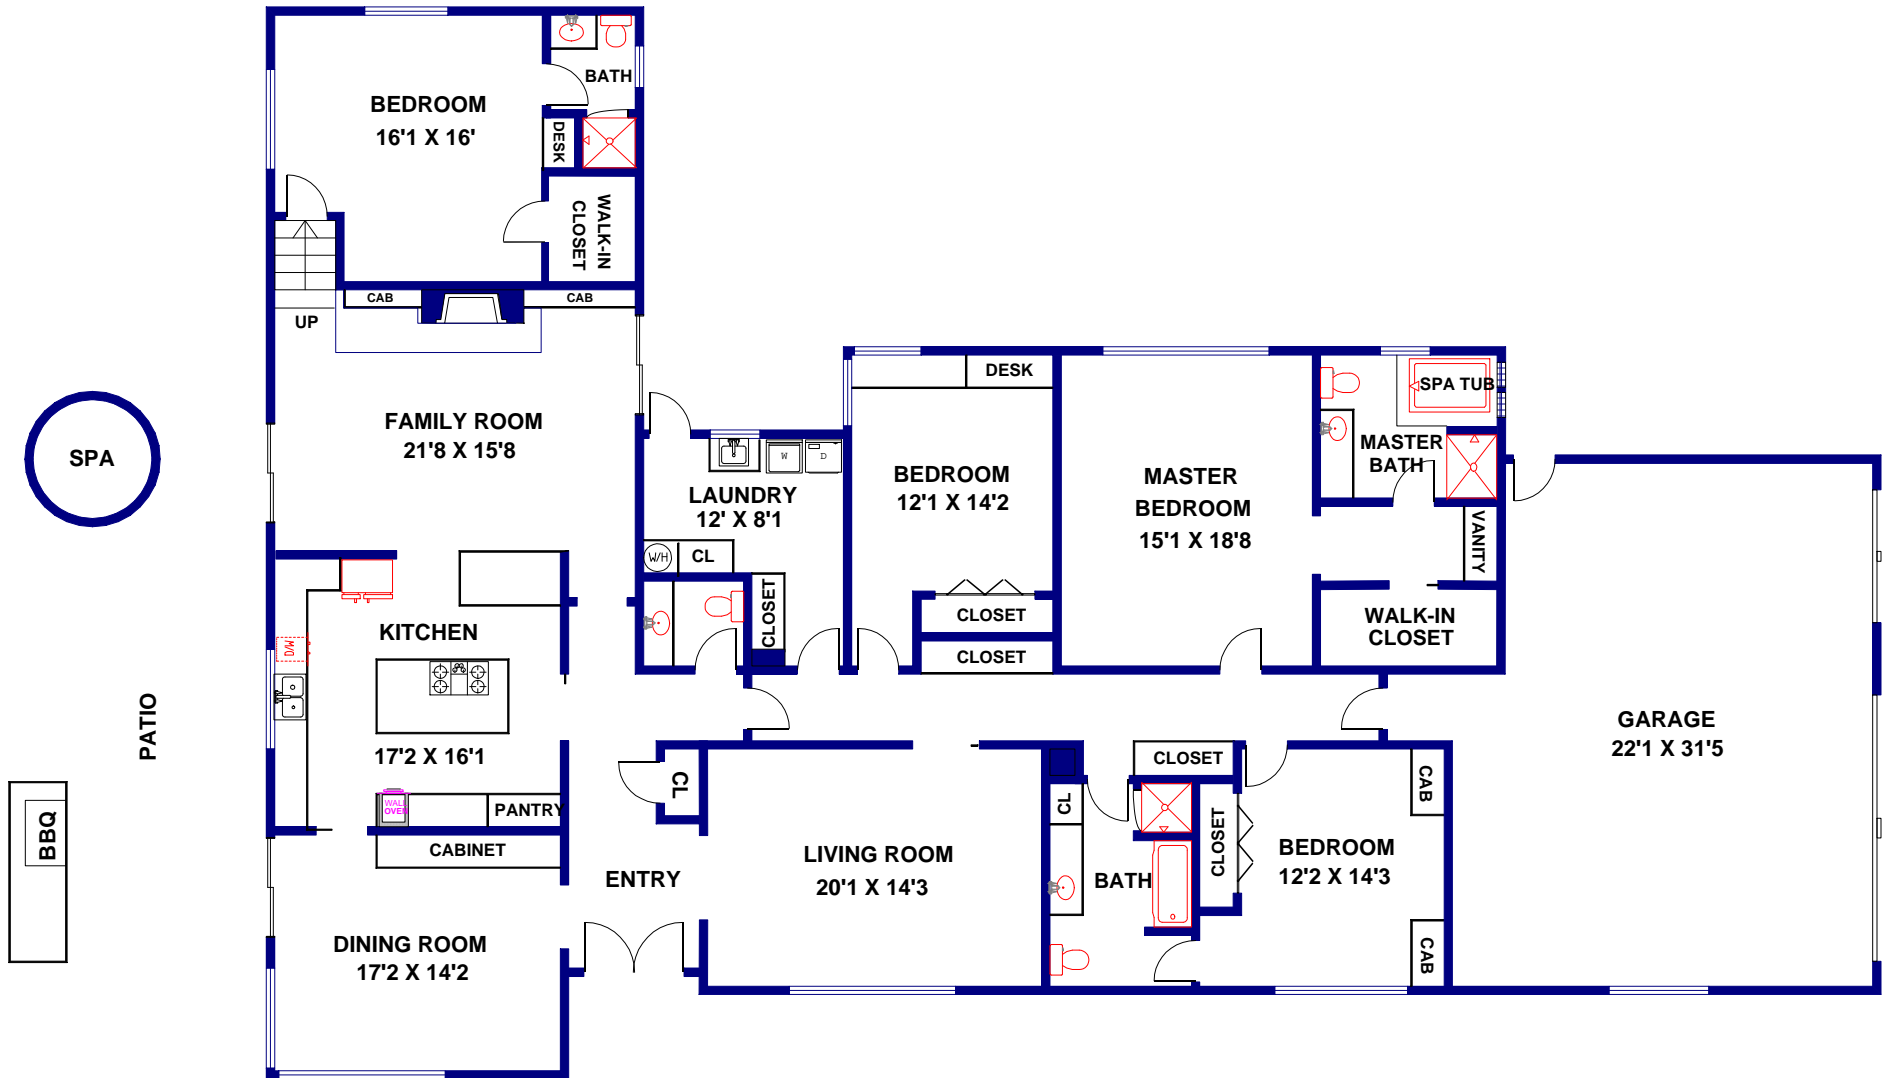 BATH
BEDROOM
16'1 X 16'
DESK
WALK-IN
CLOSET
CAB
CAB
UP
FAMILY ROOM
21'8 X 15'8
SPA
LAUNDRY
12' X 8'1
W
D
W/H
CL
CLOSET
DESK
BEDROOM
12'1 X 14'2
CLOSET
CLOSET
MASTER
BEDROOM
15'1 X 18'8
SPA TUB
MASTER
BATH
VANITY
WALK-IN
CLOSET
KITCHEN
D/W
17'2 X 16'1
WALL
OVEN
PANTRY
CABINET
PATIO
BBQ
DINING ROOM
17'2 X 14'2
ENTRY
CL
LIVING ROOM
20'1 X 14'3
CL
BATH
CLOSET
CLOSET
BEDROOM
12'2 X 14'3
CAB
CAB
GARAGE
22'1 X 31'5